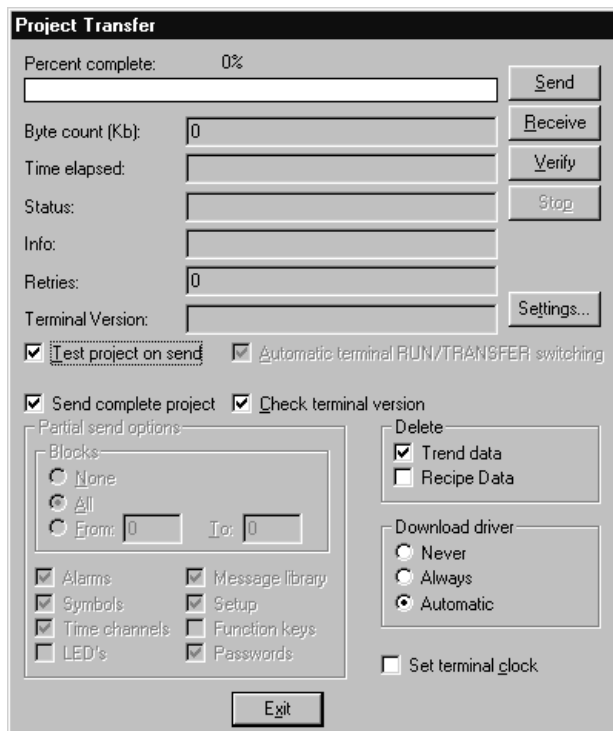 Project Transfer
Percent complete: 0%
Send
Byte count (Kb): 0
Receive
Time elapsed:
Verify
Status:
Stop
Info:
Retries: 0
Terminal Version:
Settings...
Test project on send Automatic terminal RUN/TRANSFER switching
Send complete project Check terminal version
Partial send options
Blocks
None
All
From: 0 To: 0
Alarms Message library
Symbols Setup
Time channels Function keys
LED's Passwords
Delete
Trend data
Recipe Data
Download driver
Never
Always
Automatic
Set terminal clock
Exit